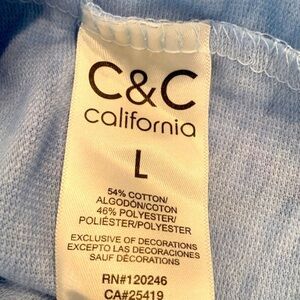 C&C
california
L
54% COTTON/
ALGODÓN/COTON
46% POLYESTER/
POLIÉSTER/POLYESTER
EXCLUSIVE OF DECORATIONS
EXCEPTO LAS DECORACIONES
SAUF DÉCORATIONS
RN#120246
CA#25419